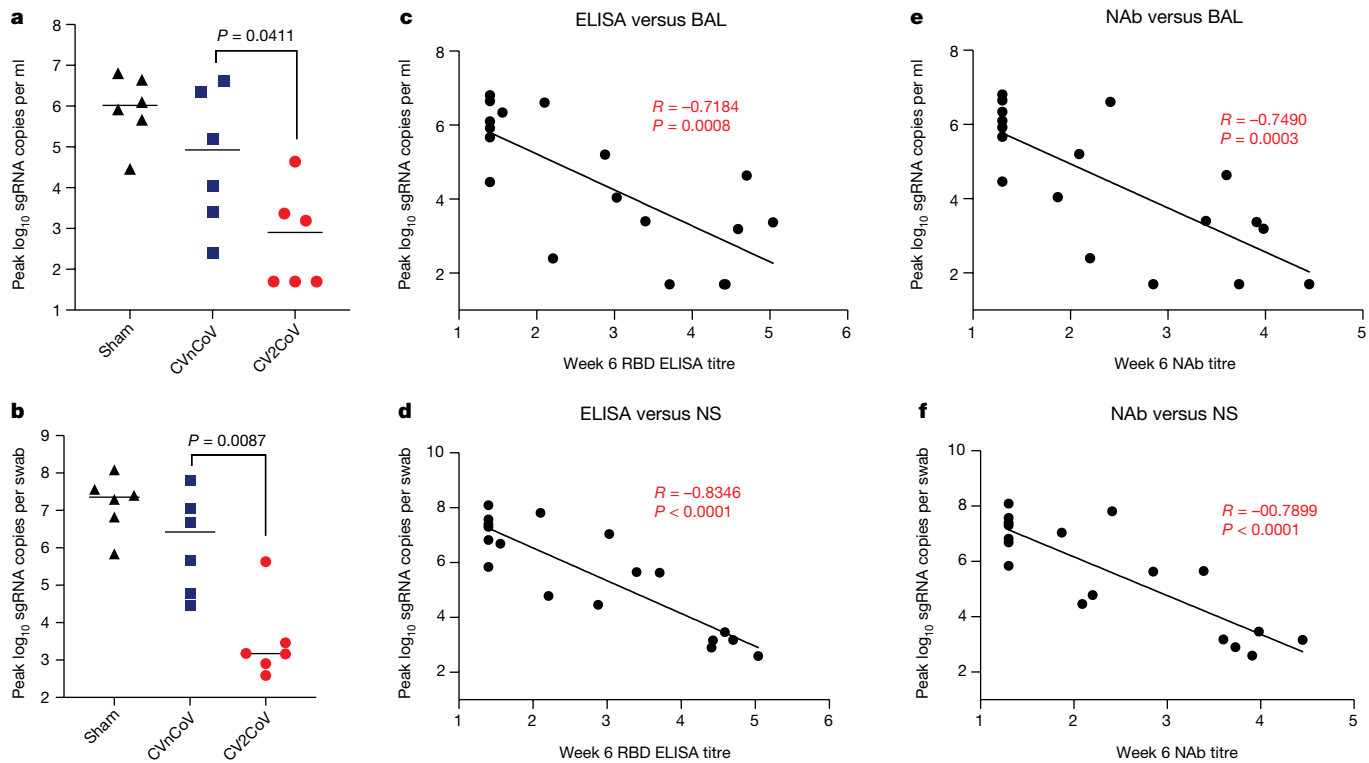 a
8
7
6
5
4
3
2
1
Peak log10 sgRNA copies per ml
P = 0.0411
Sham
CVnCoV
CV2CoV
c
ELISA versus BAL
8
6
4
2
Peak log10 sgRNA copies per ml
R = –0.7184
P = 0.0008
1 2 3 4 5 6
Week 6 RBD ELISA titre
e
NAb versus BAL
8
6
4
2
Peak log10 sgRNA copies per ml
R = –0.7490
P = 0.0003
1 2 3 4 5
Week 6 NAb titre
b
9
8
7
6
5
4
3
2
Peak log10 sgRNA copies per swab
P = 0.0087
Sham
CVnCoV
CV2CoV
d
ELISA versus NS
10
8
6
4
2
Peak log10 sgRNA copies per swab
R = –0.8346
P < 0.0001
1 2 3 4 5 6
Week 6 RBD ELISA titre
f
NAb versus NS
10
8
6
4
2
Peak log10 sgRNA copies per swab
R = –00.7899
P < 0.0001
1 2 3 4 5
Week 6 NAb titre